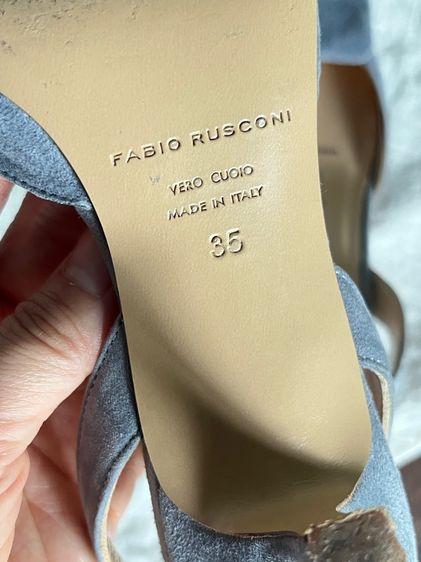 FABIO RUSCONI
VERO CUOIO
MADE IN ITALY
35